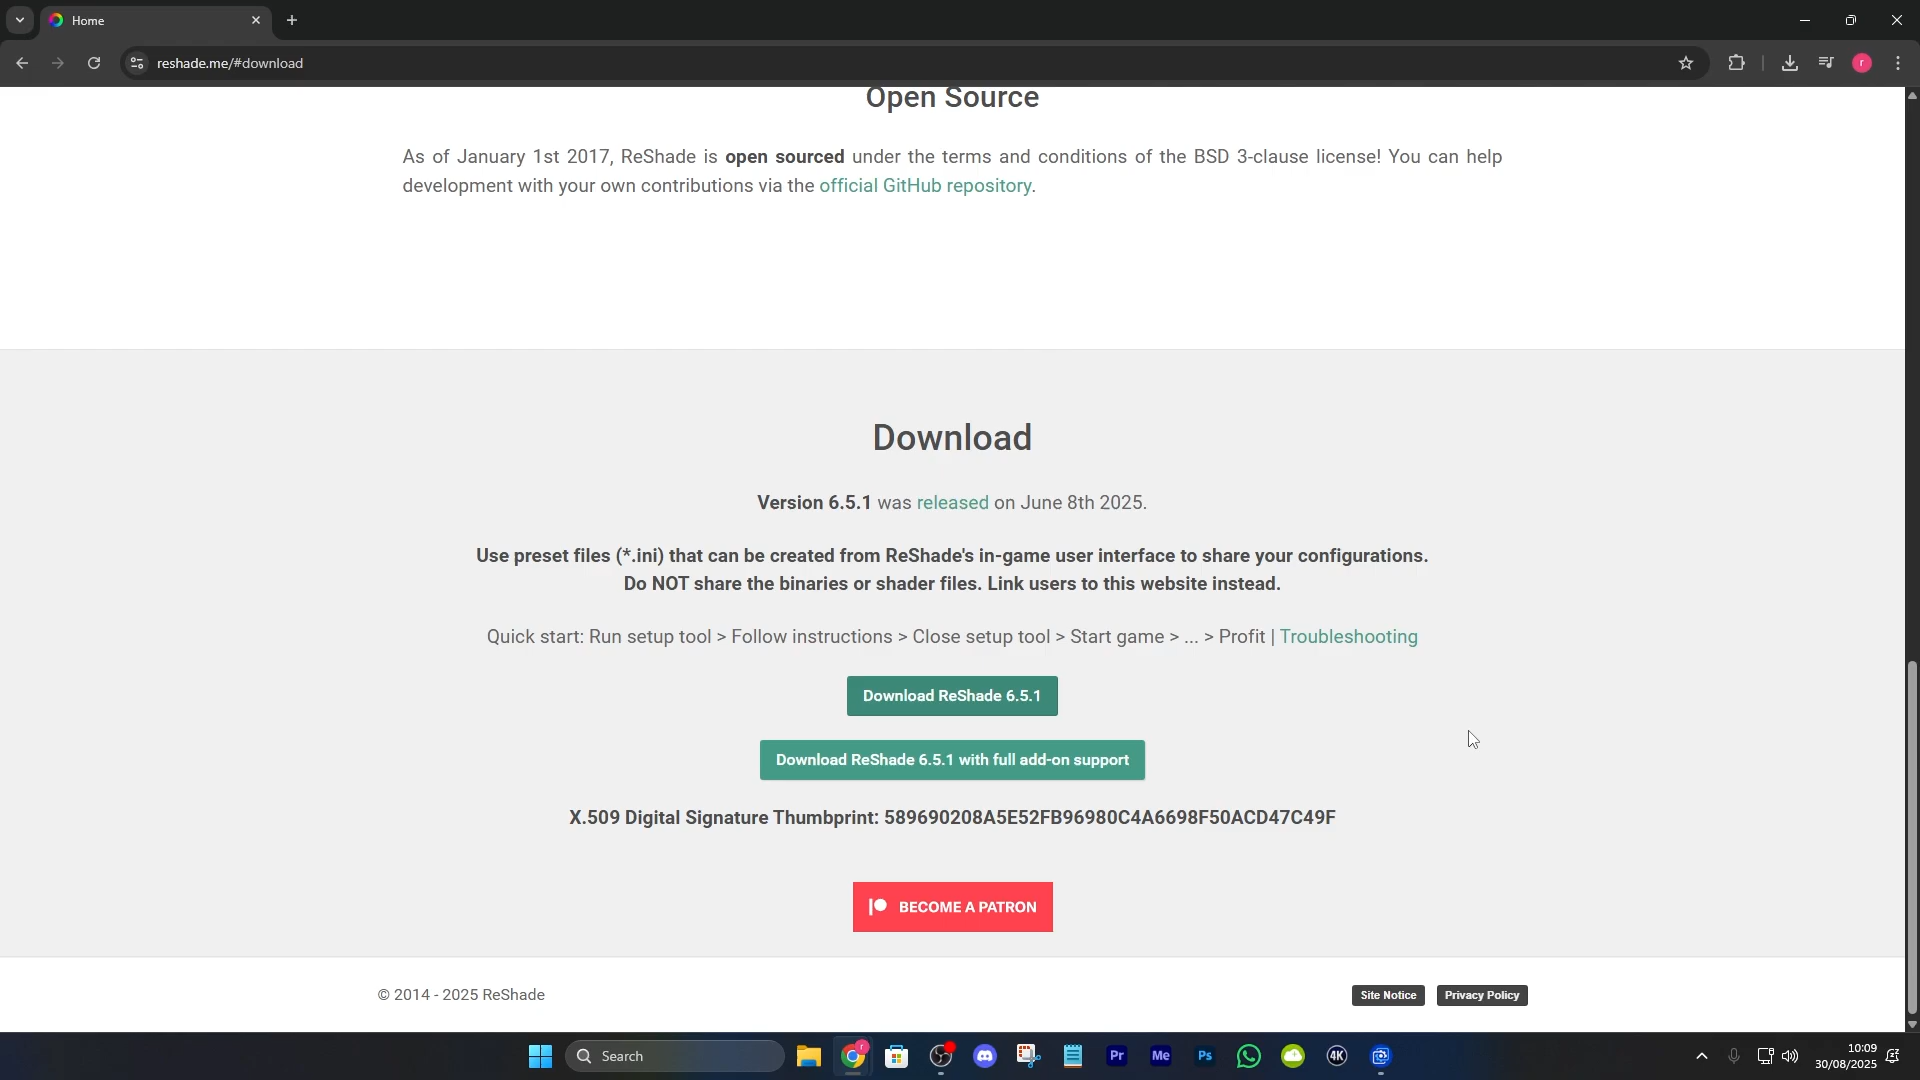 Home
reshade.me/#download
r
Open Source
As of January 1st 2017, ReShade is open sourced under the terms and conditions of the BSD 3-clause license! You can help
development with your own contributions via the official GitHub repository.
Download
Version 6.5.1 was released on June 8th 2025.
Use preset files (*.ini) that can be created from ReShade's in-game user interface to share your configurations.
Do NOT share the binaries or shader files. Link users to this website instead.
Quick start: Run setup tool > Follow instructions > Close setup tool > Start game > ... > Profit | Troubleshooting
Download ReShade 6.5.1
Download ReShade 6.5.1 with full add-on support
X.509 Digital Signature Thumbprint: 589690208A5E52FB96980C4A6698F50ACD47C49F
BECOME A PATRON
© 2014 - 2025 ReShade
Site Notice
Privacy Policy
Search
r
Pr
Me
Ps
4K
10:09
30/08/2025